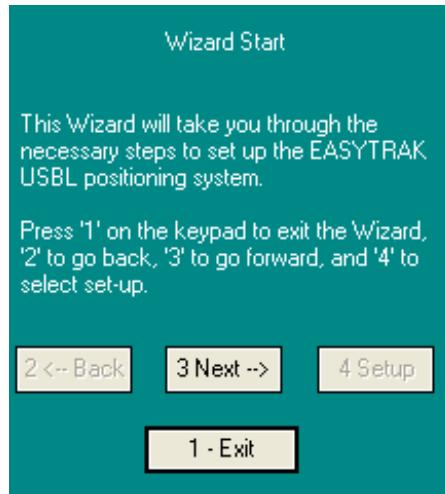 Wizard Start
This Wizard will take you through the
necessary steps to set up the EASYTRAK
USBL positioning system.
Press '1' on the keypad to exit the Wizard,
'2' to go back, '3' to go forward, and '4' to
select set-up.
2 <-- Back 3 Next --> 4 Setup
1 - Exit